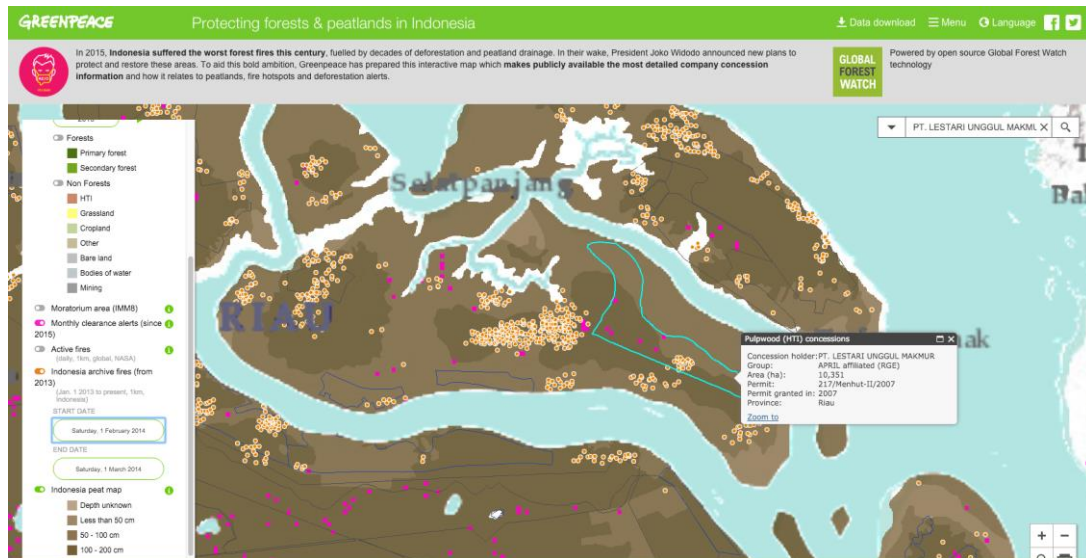 GREENPEACE
Protecting forests & peatlands in Indonesia
Data download
Menu
Language
In 2015, Indonesia suffered the worst forest fires this century, fuelled by decades of deforestation and peatland drainage. In their wake, President Joko Widodo announced new plans to
protect and restore these areas. To aid this bold ambition, Greenpeace has prepared this interactive map which makes publicly available the most detailed company concession
information and how it relates to peatlands, fire hotspots and deforestation alerts.
GLOBAL
FOREST
WATCH
Powered by open source Global Forest Watch
technology
PT. LESTARI UNGGUL MAKMU
Forests
Primary forest
Secondary forest
Non Forests
HTI
Grassland
Cropland
Other
Bare land
Bodies of water
Mining
Moratorium area (IMM8)
Monthly clearance alerts (since
2015)
Active fires
(daily, 1km, global, NASA)
Indonesia archive fires (from
2013)
(Jan. 1 2013 to present, 1km,
Indonesia)
START DATE
Saturday, 1 February 2014
END DATE
Saturday, 1 March 2014
Indonesia peat map
Depth unknown
Less than 50 cm
50 - 100 cm
100 - 200 cm
Selatpanjang
RIAU
Pulpwood (HTI) concessions
Concession holder: PT. LESTARI UNGGUL MAKMUR
Group: APRIL affiliated (RGE)
Area (ha): 10,351
Permit: 217/Menhut-II/2007
Permit granted in: 2007
Province: Riau
Zoom to